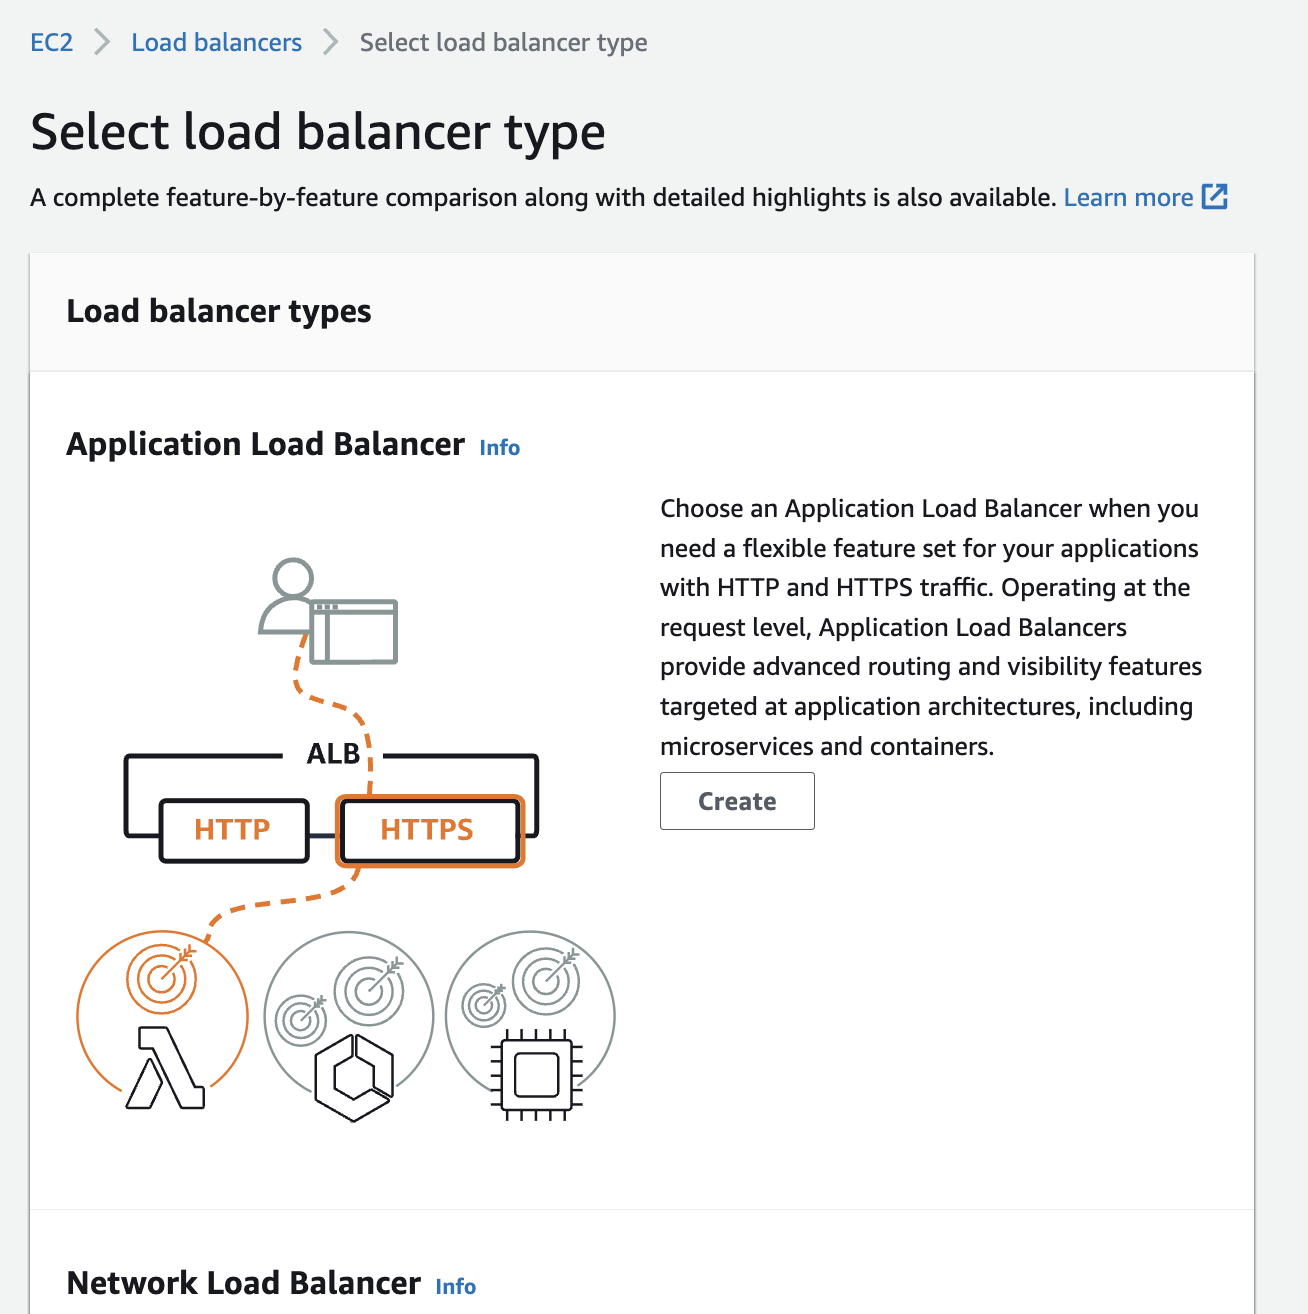 EC2 Load balancers Select load balancer type
Select load balancer type
A complete feature-by-feature comparison along with detailed highlights is also available. Learn more
Load balancer types
Application Load Balancer Info
Choose an Application Load Balancer when you
need a flexible feature set for your applications
with HTTP and HTTPS traffic. Operating at the
request level, Application Load Balancers
provide advanced routing and visibility features
targeted at application architectures, including
microservices and containers.
Create
ALB
HTTP HTTPS
Network Load Balancer Info